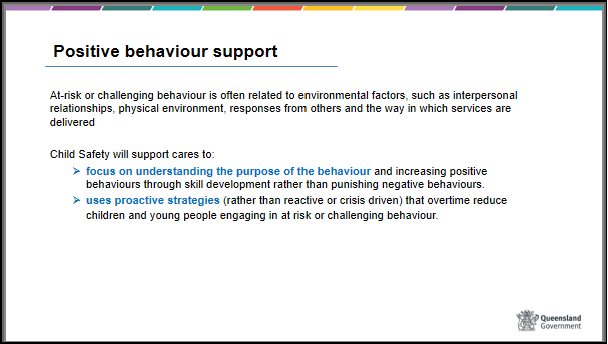 Positive behaviour support
At-risk or challenging behaviour is often related to environmental factors, such as interpersonal
relationships, physical environment, responses from others and the way in which services are
delivered
Child Safety will support cares to:
➤ focus on understanding the purpose of the behaviour and increasing positive
behaviours through skill development rather than punishing negative behaviours.
➤ uses proactive strategies (rather than reactive or crisis driven) that overtime reduce
children and young people engaging in at risk or challenging behaviour.
Queensland
Government